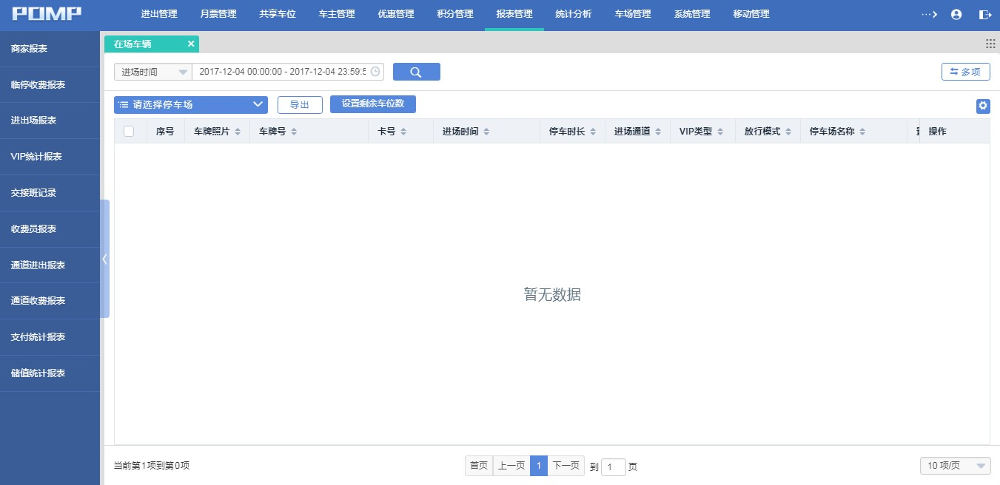 POMP 进出管理 月票管理 共享车位 车主管理 优惠管理 积分管理 报表管理 统计分析 车场管理 系统管理 移动管理
商家报表
临停收费报表
进出场报表
VIP统计报表
交接班记录
收费员报表
通道进出报表
通道收费报表
支付统计报表
储值统计报表
在场车辆
进场时间 2017-12-04 00:00:00 - 2017-12-04 23:59:5 多项
请选择停车场 导出 设置剩余车位数
序号 车牌照片 车牌号 卡号 进场时间 停车时长 进场通道 VIP类型 放行模式 停车场名称 操作
暂无数据
当前第1项到第0项 首页 上一页 1 下一页 到 1 页 10 项/页